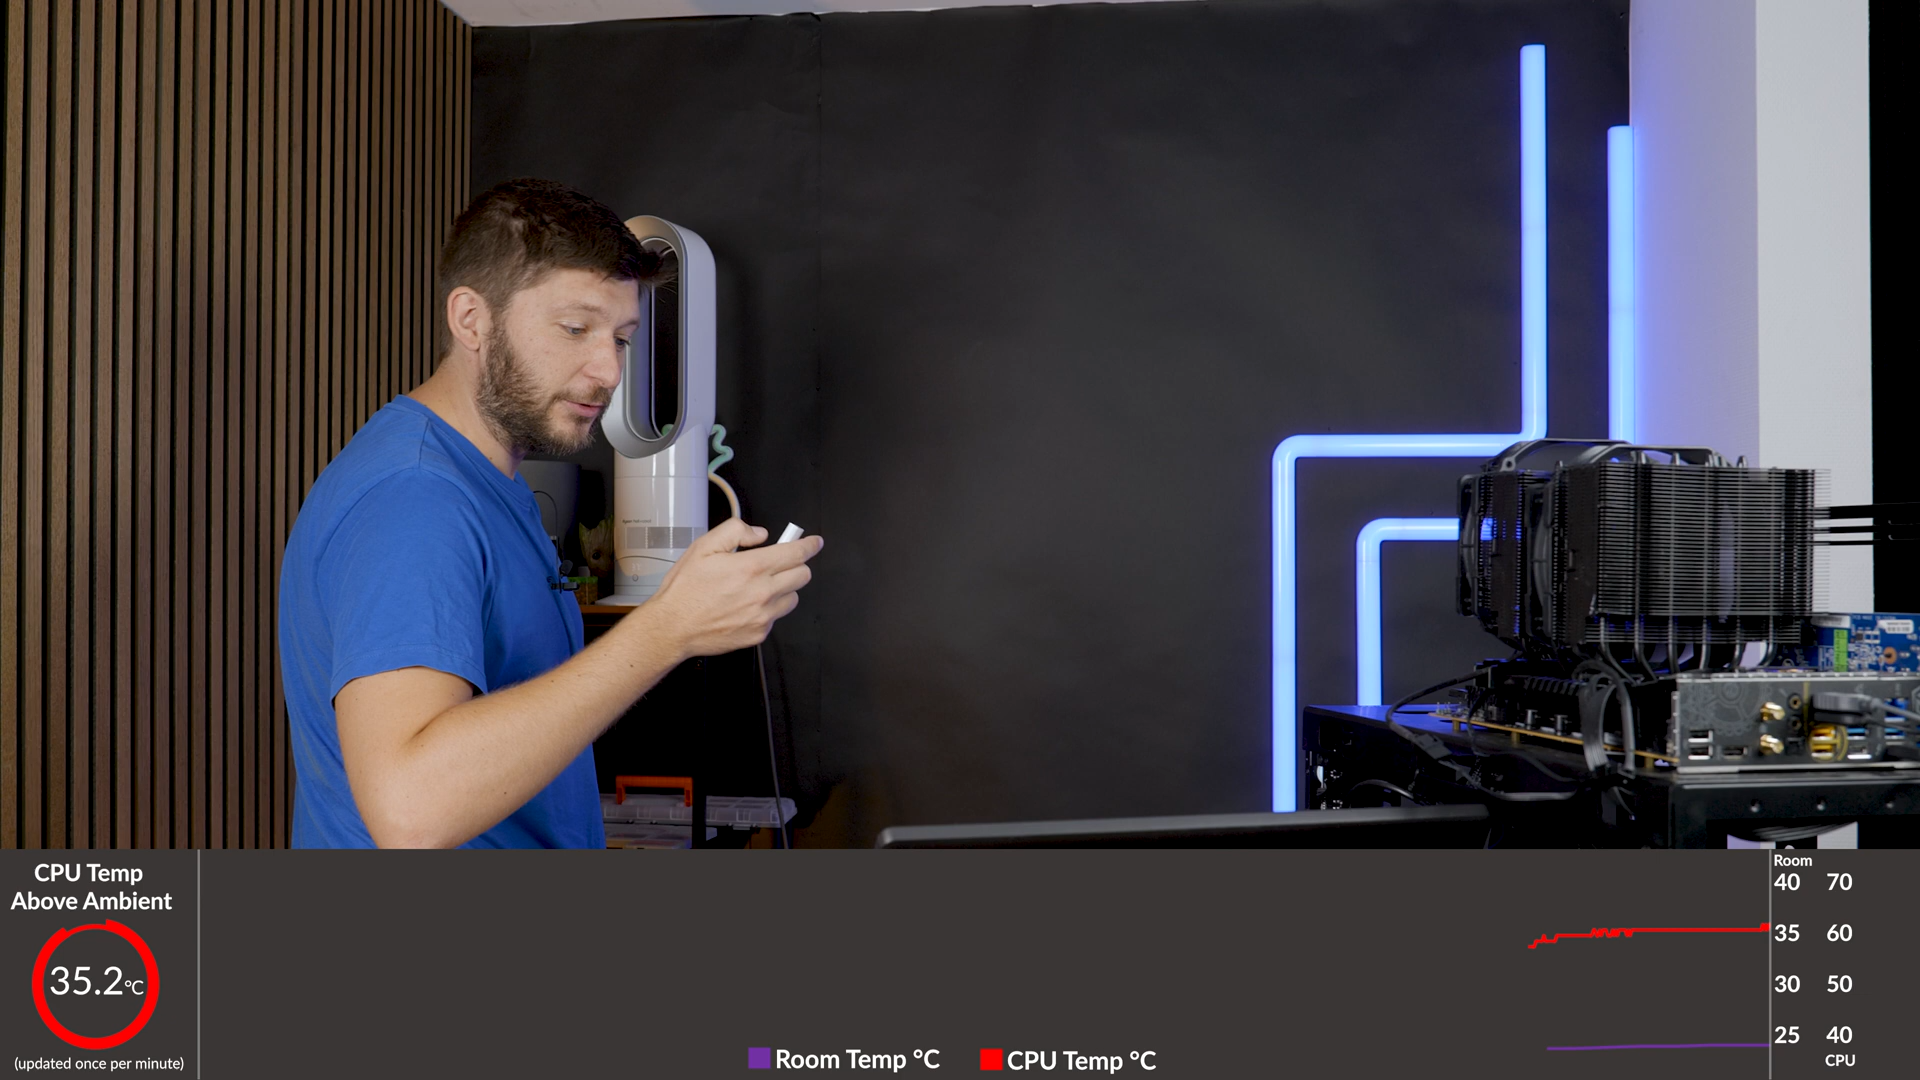 CPU Temp
Above Ambient
35.2°C
(updated once per minute)
Room Temp °C
CPU Temp °C
Room
40 70
35 60
30 50
25 40
CPU